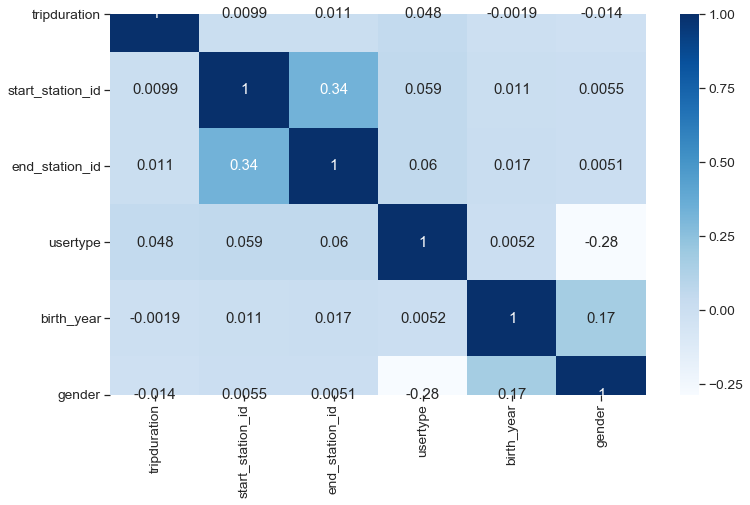 tripduration 1 0.0099 0.011 0.048 -0.0019 -0.014
start_station_id 0.0099 1 0.34 0.059 0.011 0.0055
end_station_id 0.011 0.34 1 0.06 0.017 0.0051
usertype 0.048 0.059 0.06 1 0.0052 -0.28
birth_year -0.0019 0.011 0.017 0.0052 1 0.17
gender -0.014 0.0055 0.0051 -0.28 0.17 1
tripduration
start_station_id
end_station_id
usertype
birth_year
gender
1.00
0.75
0.50
0.25
0.00
−0.25